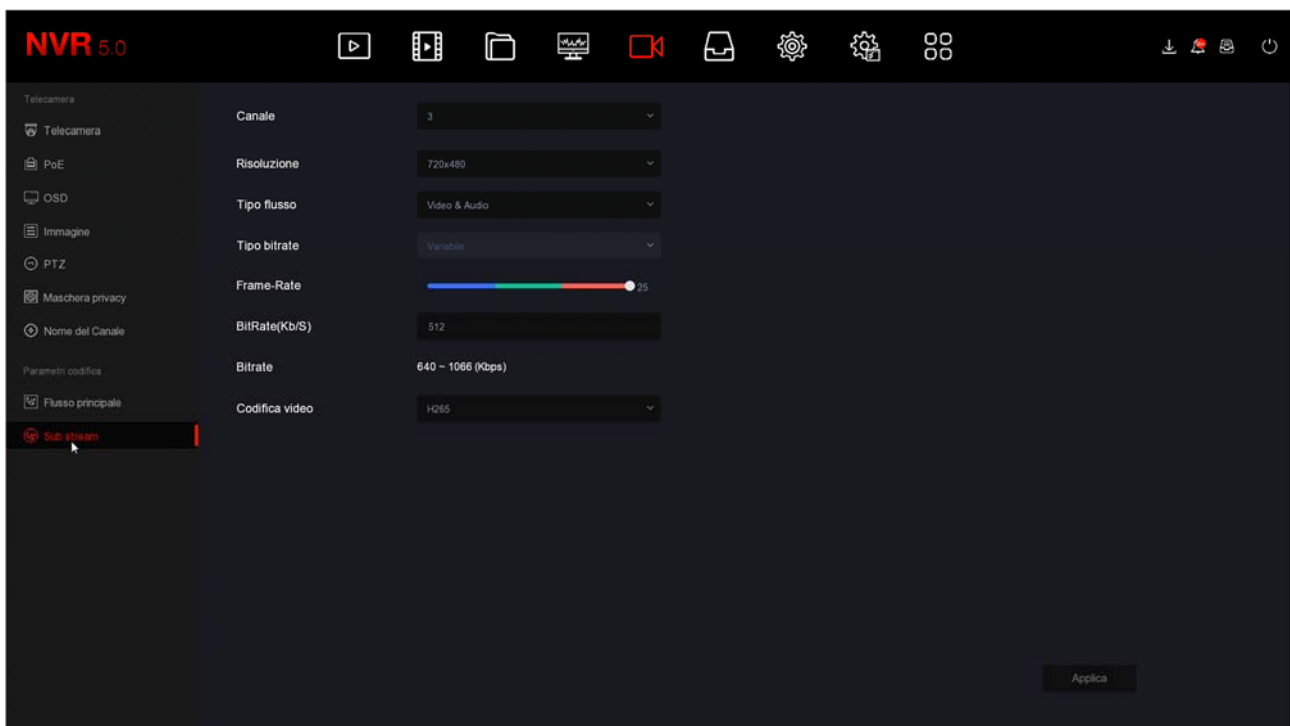 NVR 5.0
Telecamera
Telecamera
PoE
OSD
Immagine
PTZ
Maschera privacy
Nome del Canale
Parametri codifica
Flusso principale
Sub stream
Canale 3
Risoluzione 720x480
Tipo flusso Video & Audio
Tipo bitrate Variabile
Frame-Rate 25
BitRate(Kb/S) 512
Bitrate 640 ~ 1066 (Kbps)
Codifica video H265
Applica